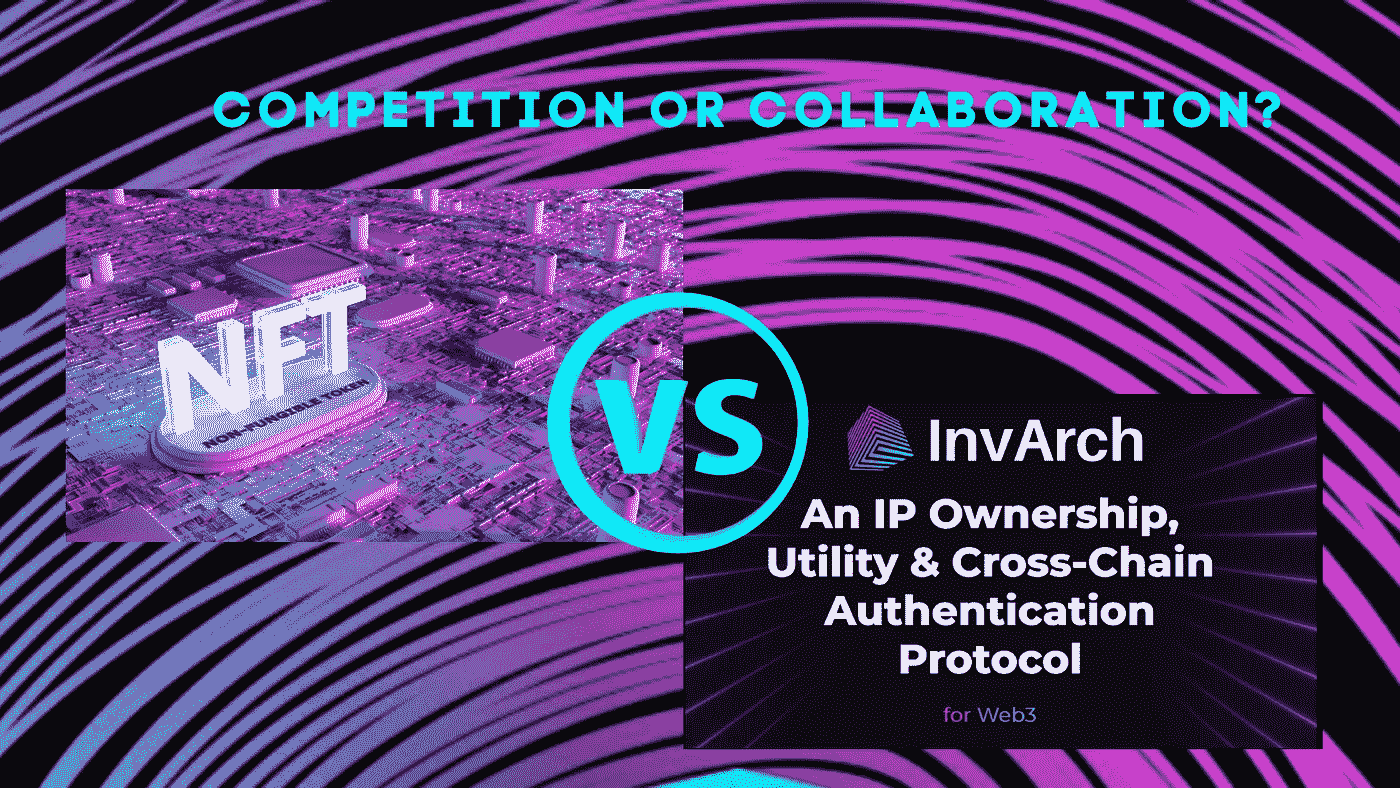 COMPETITION OR COLLABORATION?
NFT
NON-FUNGIBLE TOKEN
VS
InvArch
An IP Ownership,
Utility & Cross-Chain
Authentication
Protocol
for Web3